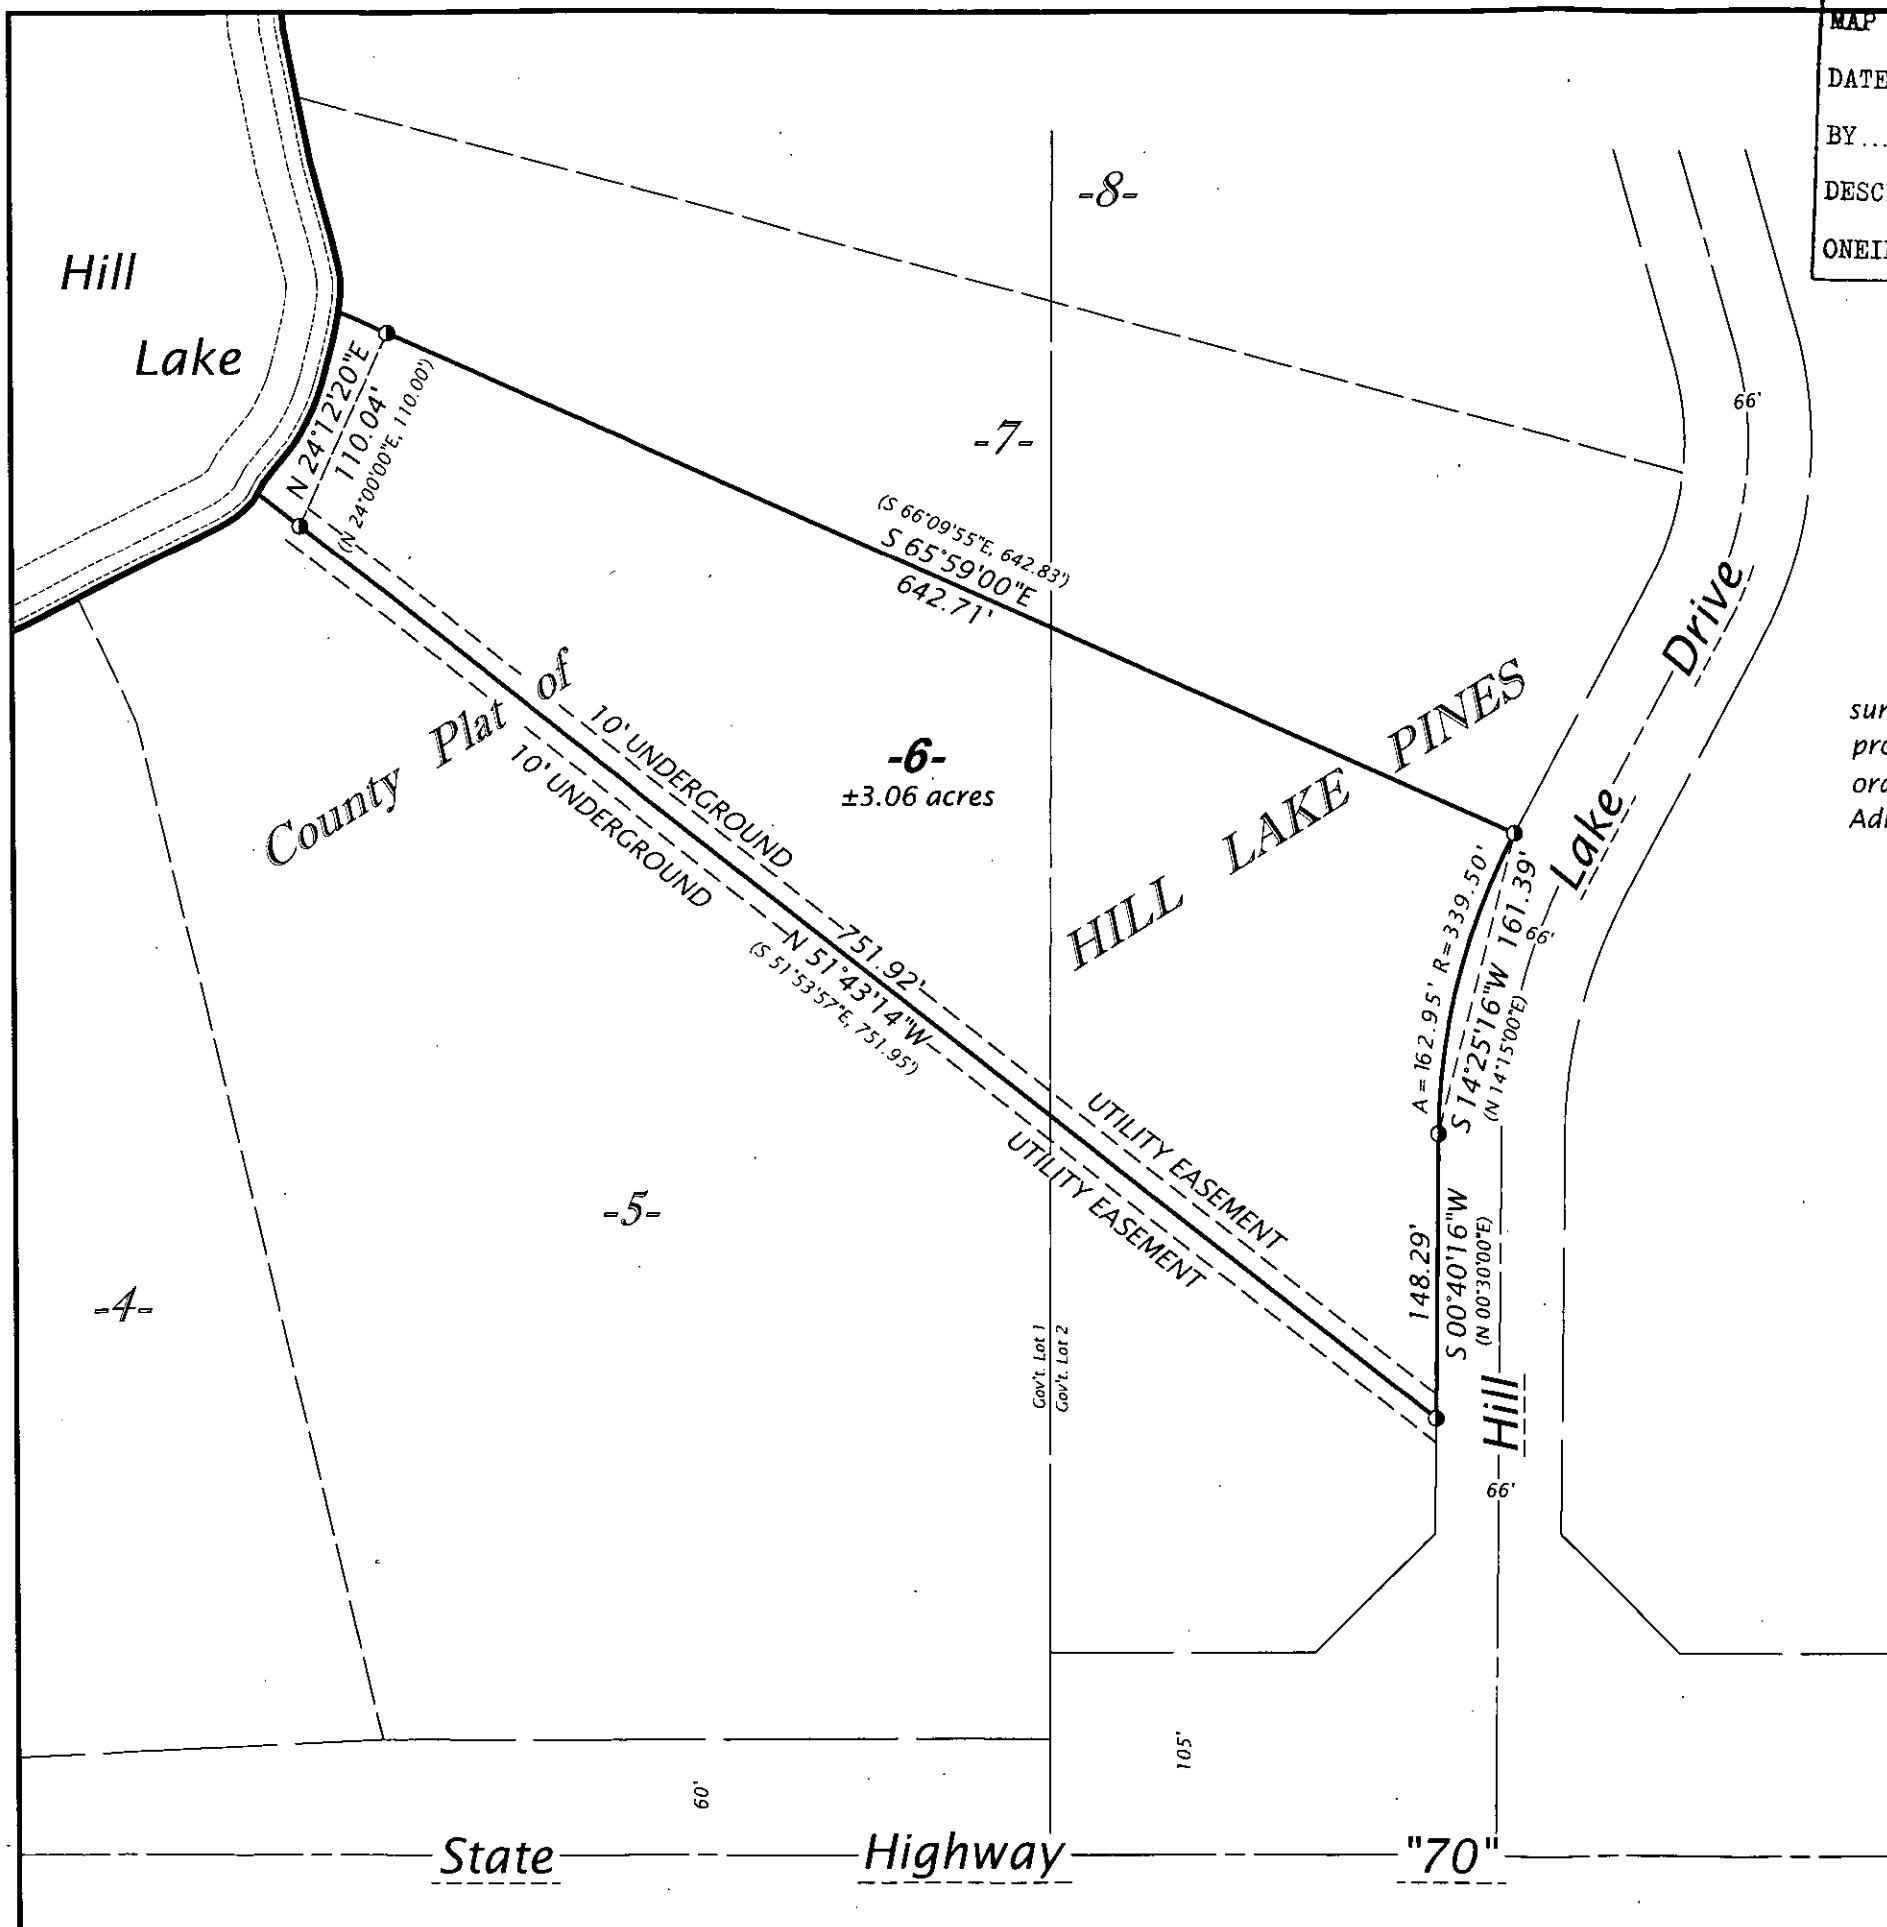 MAP
DATE
BY...
DESC
ONEI
-8-
Hill
Lake
N 24°12'20"E
110.04'
(N 24°00'00"E, 110.00')
66'
-7-
(S 66°09'55"E, 642.83')
S 65°59'00"E
642.71'
Drive
Lake
Hill
County Plat of
HILL LAKE PINES
10' UNDERGROUND
10' UNDERGROUND
-6-
±3.06 acres
sur
pro
ord
Ad
751.92'
N 51°43'14"W
(S 51°53'57"E, 751.95')
A = 162.95' R = 339.50'
S 14°25'16"W 161.39'
(N 14°15'00"E)
66'
UTILITY EASEMENT
UTILITY EASEMENT
148.29'
S 00°40'16"W
(N 00°30'00"E)
-5-
-4-
Gov't. Lot 1
Gov't. Lot 2
66'
105'
60'
State Highway "70"